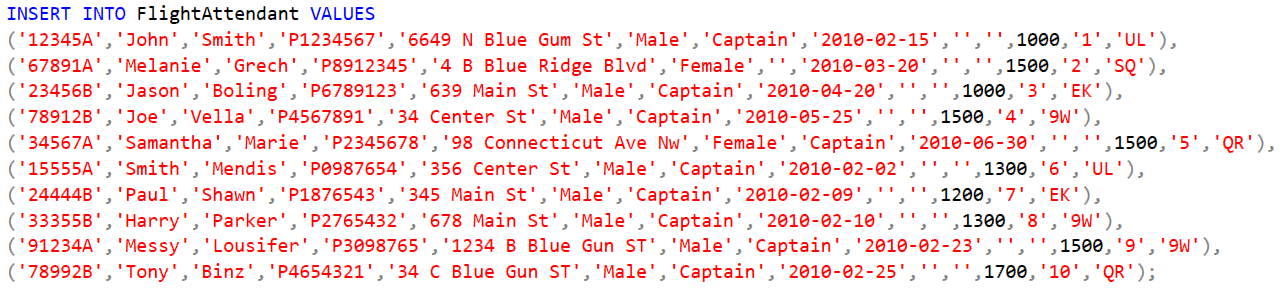 INSERT INTO FlightAttendant VALUES
('12345A','John','Smith','P1234567','6649 N Blue Gum St','Male','Captain','2010-02-15','','',1000,'1','UL'),
('67891A','Melanie','Grech','P8912345','4 B Blue Ridge Blvd','Female','','2010-03-20','','',1500,'2','SQ'),
('23456B','Jason','Boling','P6789123','639 Main St','Male','Captain','2010-04-20','','',1000,'3','EK'),
('78912B','Joe','Vella','P4567891','34 Center St','Male','Captain','2010-05-25','','',1500,'4','9W'),
('34567A','Samantha','Marie','P2345678','98 Connecticut Ave Nw','Female','Captain','2010-06-30','','',1500,'5','QR'),
('15555A','Smith','Mendis','P0987654','356 Center St','Male','Captain','2010-02-02','','',1300,'6','UL'),
('24444B','Paul','Shawn','P1876543','345 Main St','Male','Captain','2010-02-09','','',1200,'7','EK'),
('33355B','Harry','Parker','P2765432','678 Main St','Male','Captain','2010-02-10','','',1300,'8','9W'),
('91234A','Messy','Lousifer','P3098765','1234 B Blue Gun ST','Male','Captain','2010-02-23','','',1500,'9','9W'),
('78992B','Tony','Binz','P4654321','34 C Blue Gun ST','Male','Captain','2010-02-25','','',1700,'10','QR');